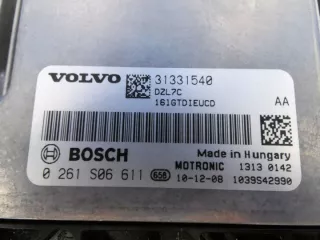 VOLVO 31331540
DZL7C
161GTDIEUCD AA
BOSCH Made in Hungary
MOTRONIC 1313 0142
0 261 S06 611 658 10-12-08 1039S42990